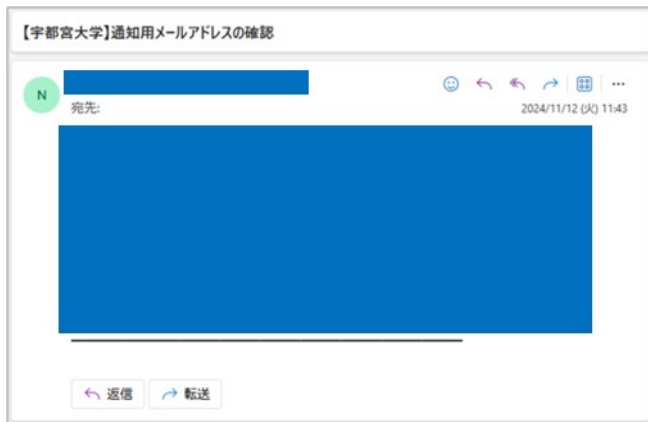 【宇都宮大学】通知用メールアドレスの確認
N
宛先:
2024/11/12 (火) 11:43
返信
転送